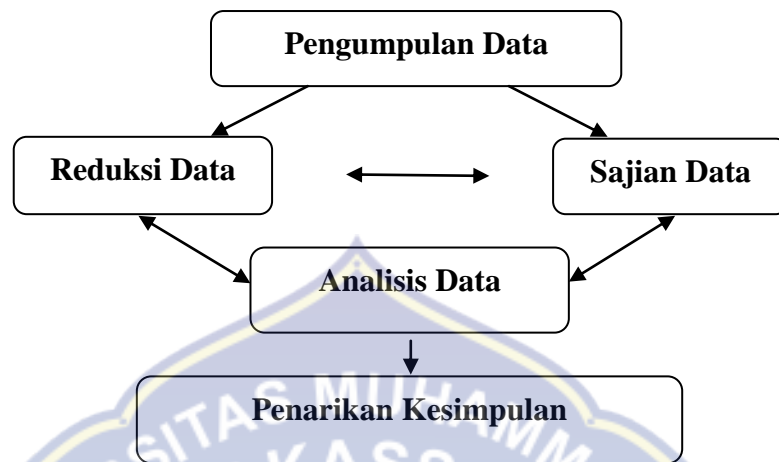 Pengumpulan Data
Reduksi Data
Sajian Data
Analisis Data
Penarikan Kesimpulan